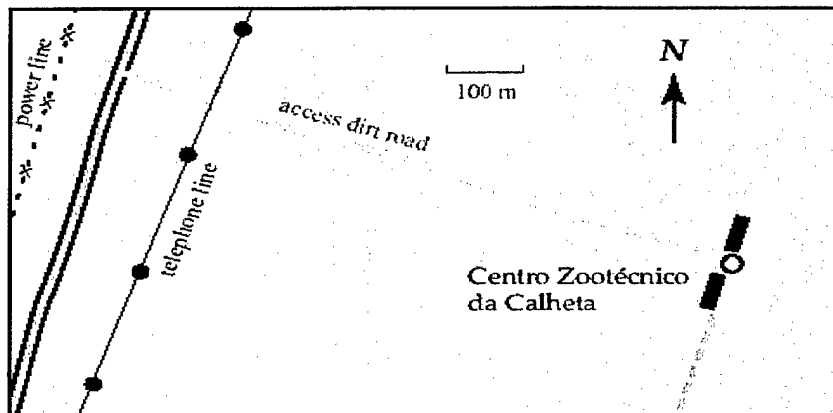 power line
telephone line
access dirt road
100 m
N
Centro Zootécnico
da Calheta